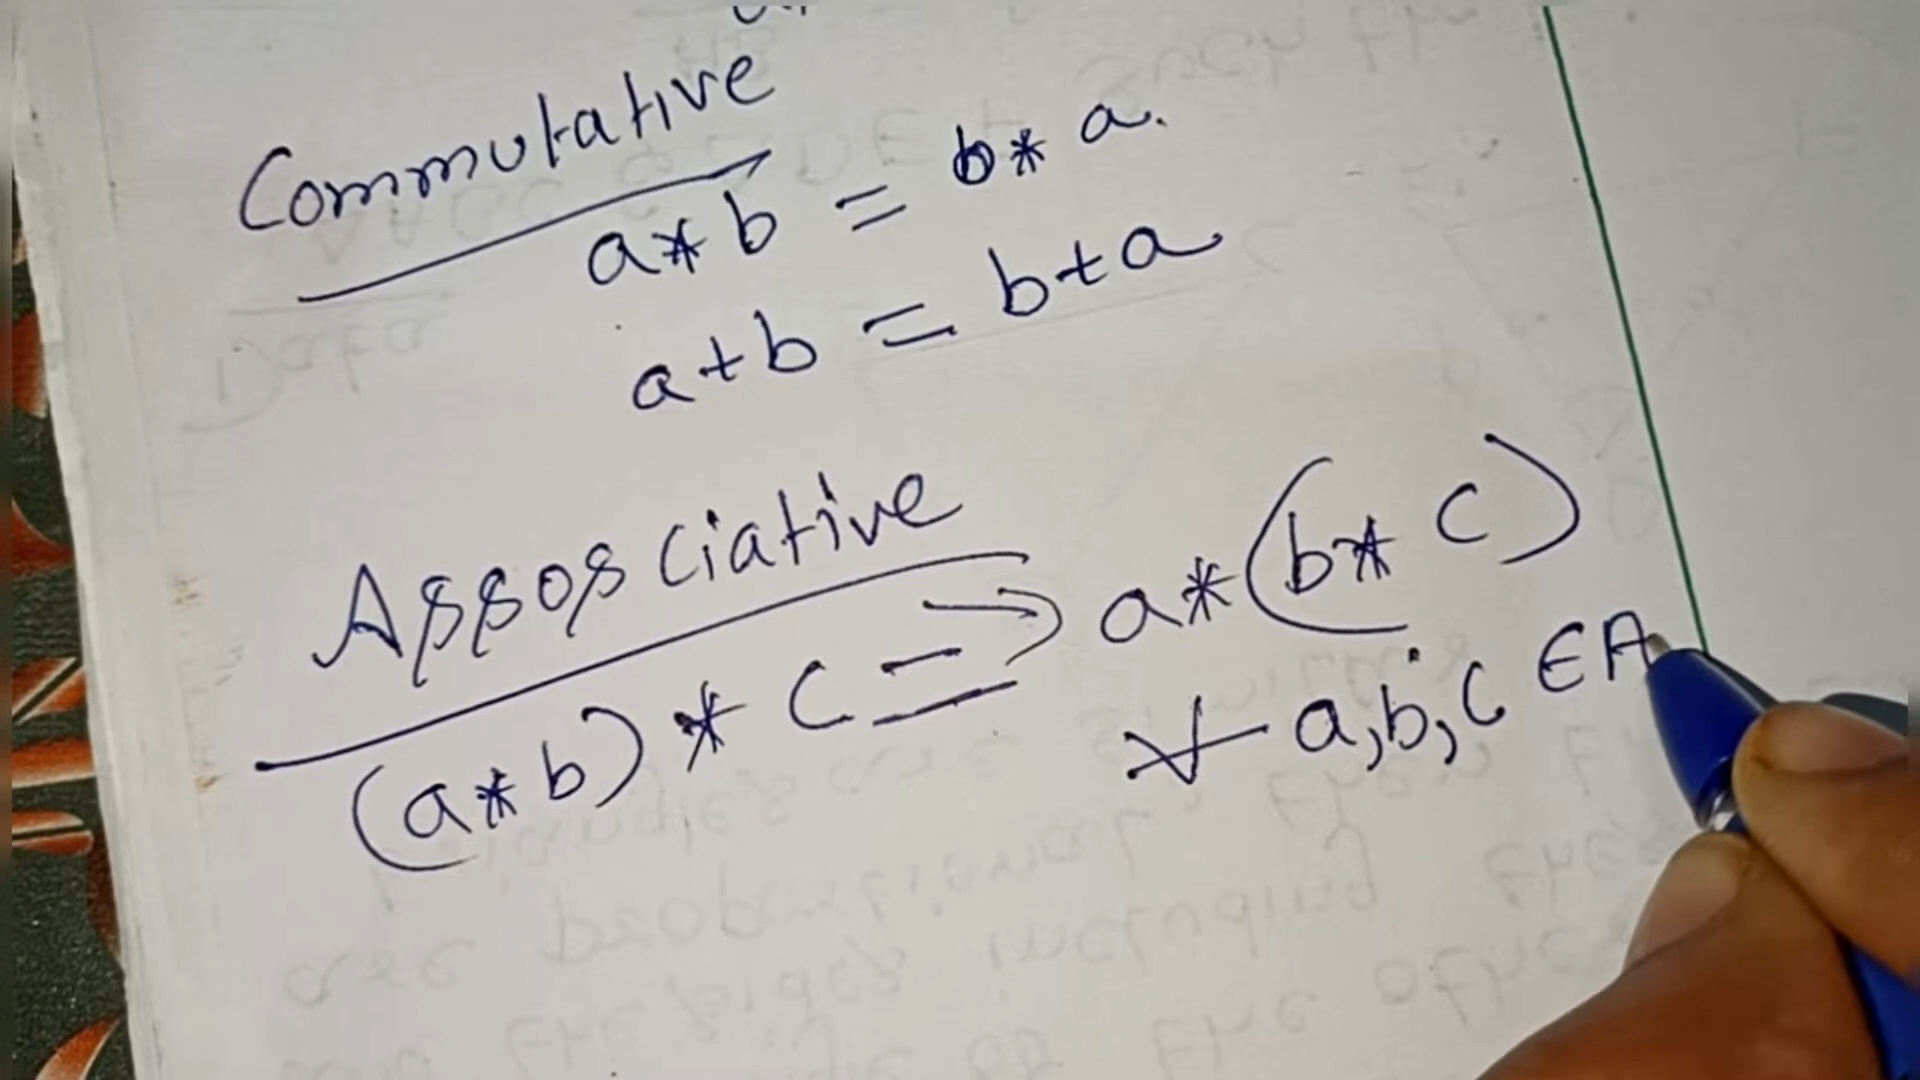 Commutative
a * b = b * a.
a + b = b + a
Assosciative
(a * b) * c => a * (b * c)
∀ a, b, c ∈ A